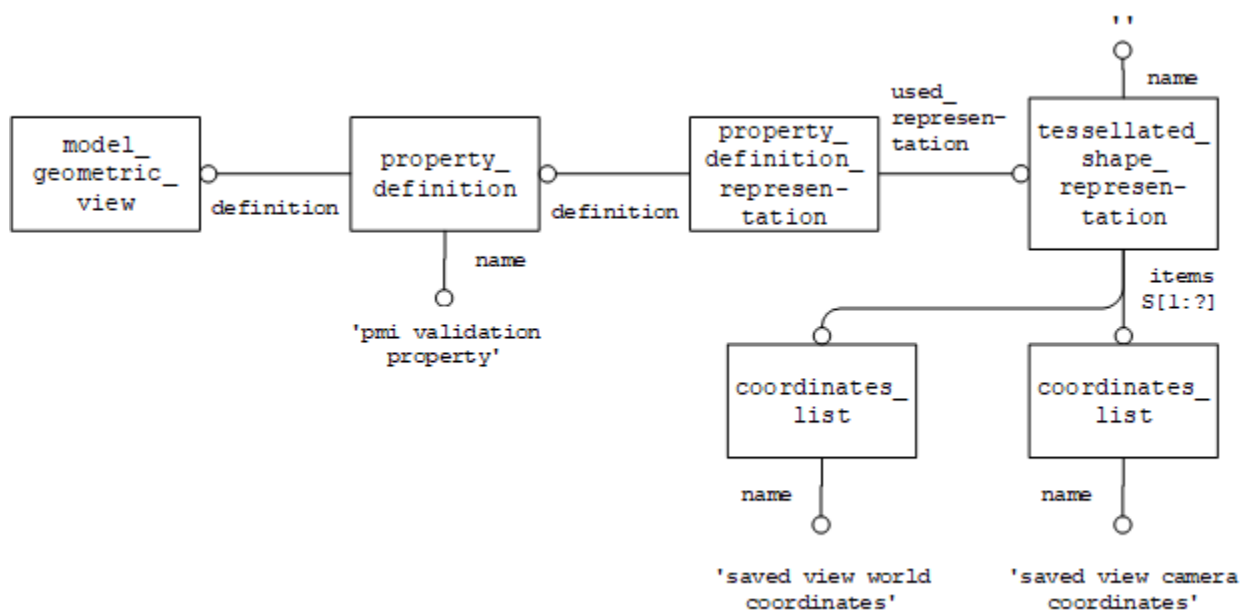 ''
name
used_
represen-
tation
model_
geometric_
view
property_
definition
property_
definition_
represen-
tation
tessellated_
shape_
represen-
tation
definition
definition
name
items
S[1:?]
'pmi validation
property'
coordinates_
list
coordinates_
list
name
name
'saved view world
coordinates'
'saved view camera
coordinates'